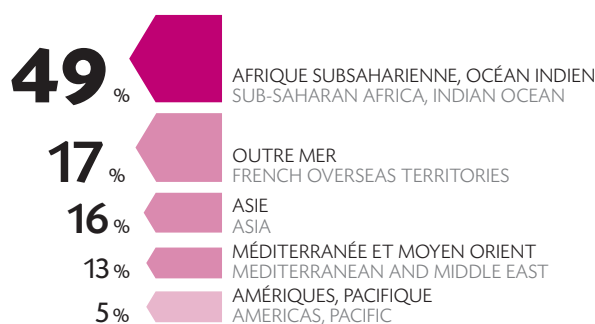 49 %
AFRIQUE SUBSAHARIENNE, OCÉAN INDIEN
SUB-SAHARAN AFRICA, INDIAN OCEAN
17 %
OUTRE MER
FRENCH OVERSEAS TERRITORIES
16 %
ASIE
ASIA
13 %
MÉDITERRANÉE ET MOYEN ORIENT
MEDITERRANEAN AND MIDDLE EAST
5 %
AMÉRIQUES, PACIFIQUE
AMERICAS, PACIFIC